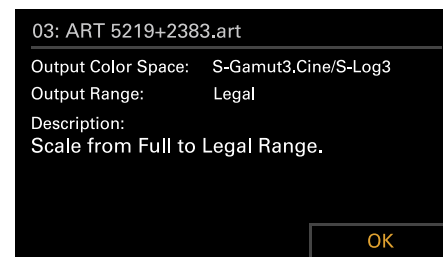 03: ART 5219+2383.art
Output Color Space: S-Gamut3.Cine/S-Log3
Output Range: Legal
Description:
Scale from Full to Legal Range.
OK